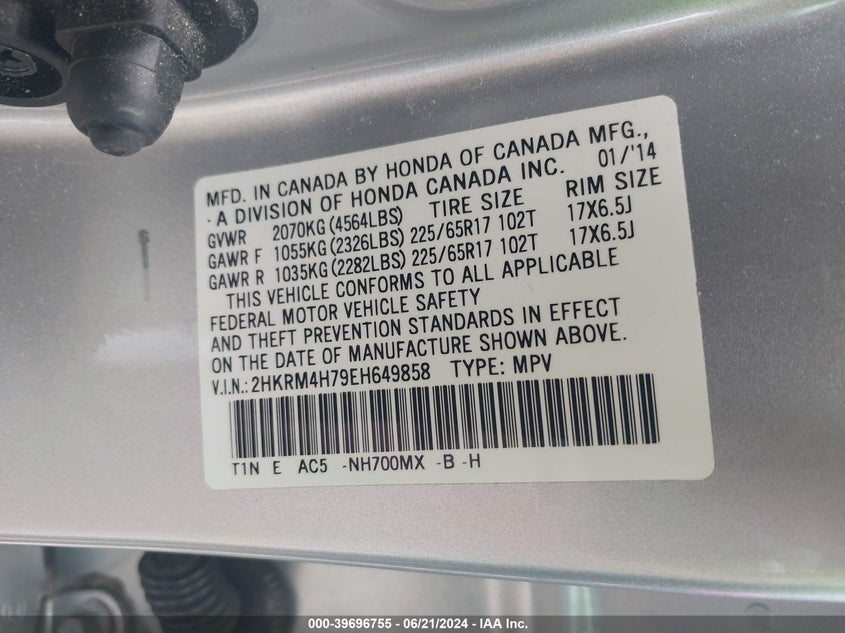 MFD. IN CANADA BY HONDA OF CANADA MFG.,
- A DIVISION OF HONDA CANADA INC. 01/'14
GVWR 2070KG (4564LBS) TIRE SIZE RIM SIZE
GAWR F 1055KG (2326LBS) 225/65R17 102T 17X6.5J
GAWR R 1035KG (2282LBS) 225/65R17 102T 17X6.5J
THIS VEHICLE CONFORMS TO ALL APPLICABLE
FEDERAL MOTOR VEHICLE SAFETY
AND THEFT PREVENTION STANDARDS IN EFFECT
ON THE DATE OF MANUFACTURE SHOWN ABOVE.
V.I.N.: 2HKRM4H79EH649858 TYPE: MPV
T1N E AC5 -NH700MX -B -H
000-39696755 - 06/21/2024 - IAA Inc.